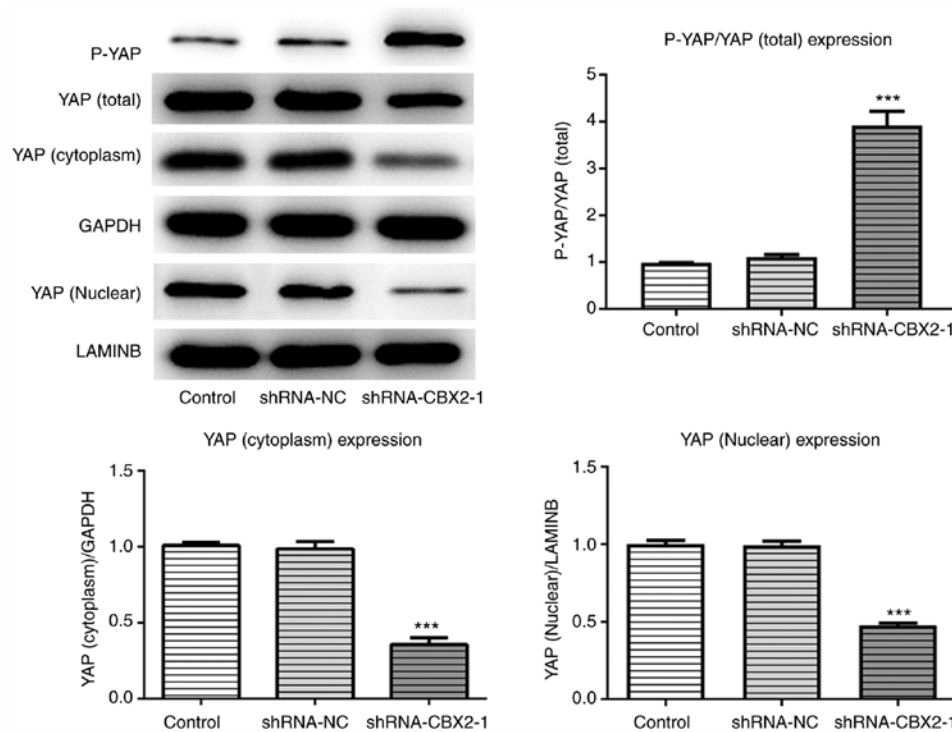 P-YAP
YAP (total)
YAP (cytoplasm)
GAPDH
YAP (Nuclear)
LAMINB
Control shRNA-NC shRNA-CBX2-1
P-YAP/YAP (total) expression
P-YAP/YAP (total)
5
4
3
2
1
0
***
Control shRNA-NC shRNA-CBX2-1
YAP (cytoplasm) expression
YAP (cytoplasm)/GAPDH
1.5
1.0
0.5
0.0
***
Control shRNA-NC shRNA-CBX2-1
YAP (Nuclear) expression
YAP (Nuclear)/LAMINB
1.5
1.0
0.5
0.0
***
Control shRNA-NC shRNA-CBX2-1